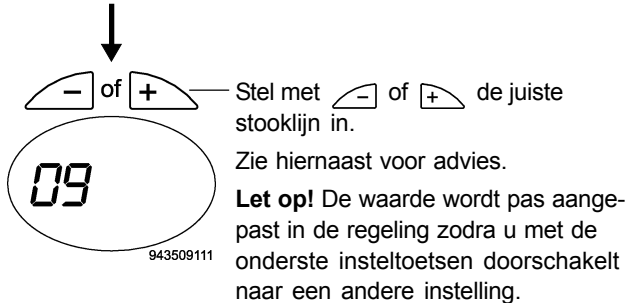 − of +
Stel met − of + de juiste
stooklijn in.
Zie hiernaast voor advies.
09
Let op! De waarde wordt pas aange-
past in de regeling zodra u met de
onderste insteltoetsen doorschakelt
naar een andere instelling.
943509111